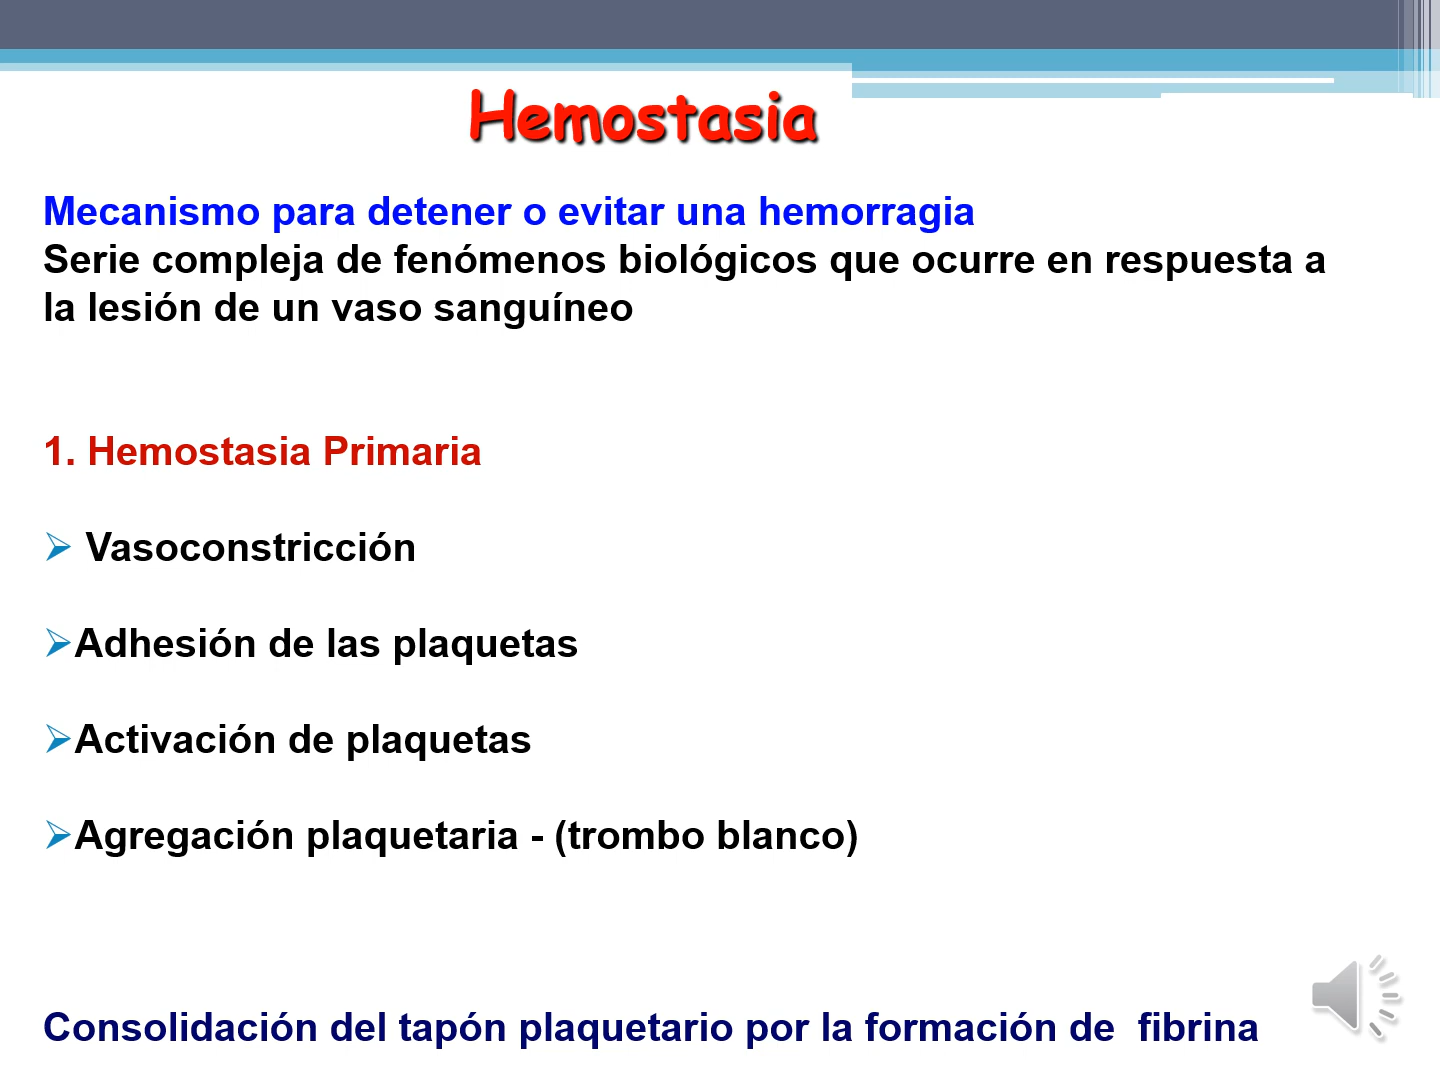 Hemostasia
Mecanismo para detener o evitar una hemorragia
Serie compleja de fenómenos biológicos que ocurre en respuesta a
la lesión de un vaso sanguíneo
1. Hemostasia Primaria
➢ Vasoconstricción
➢Adhesión de las plaquetas
➢Activación de plaquetas
➢Agregación plaquetaria - (trombo blanco)
Consolidación del tapón plaquetario por la formación de  fibrina